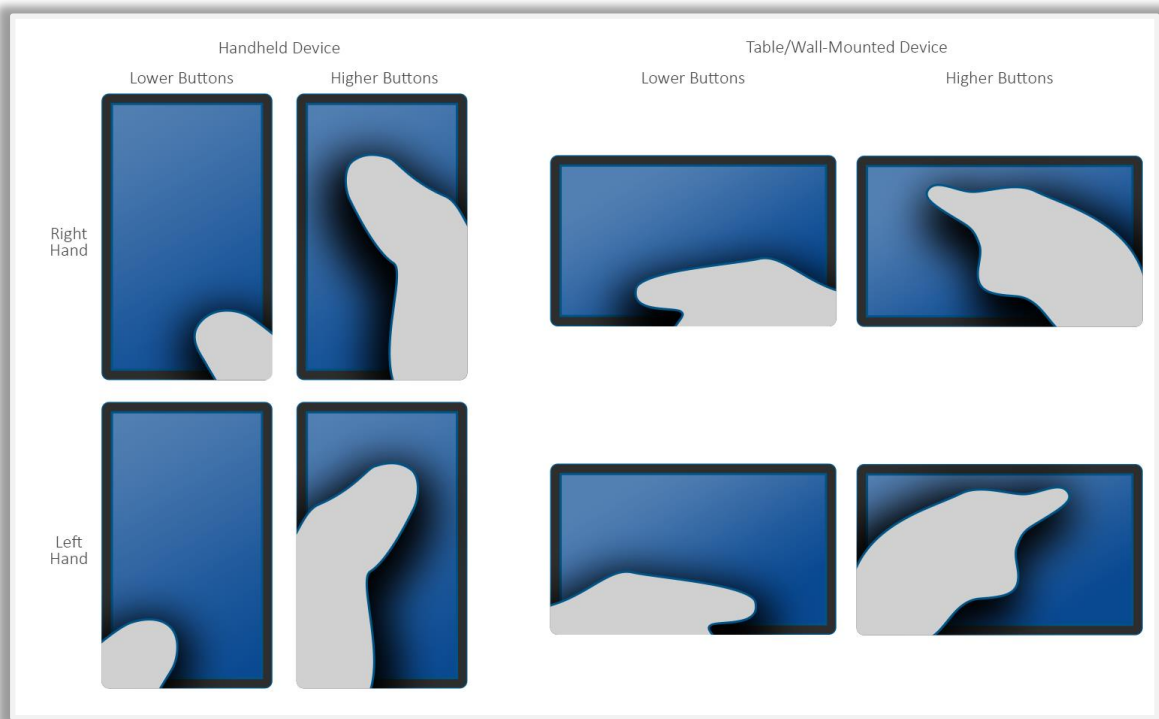 Handheld Device
Table/Wall-Mounted Device
Lower Buttons
Higher Buttons
Lower Buttons
Higher Buttons
Right
Hand
Left
Hand